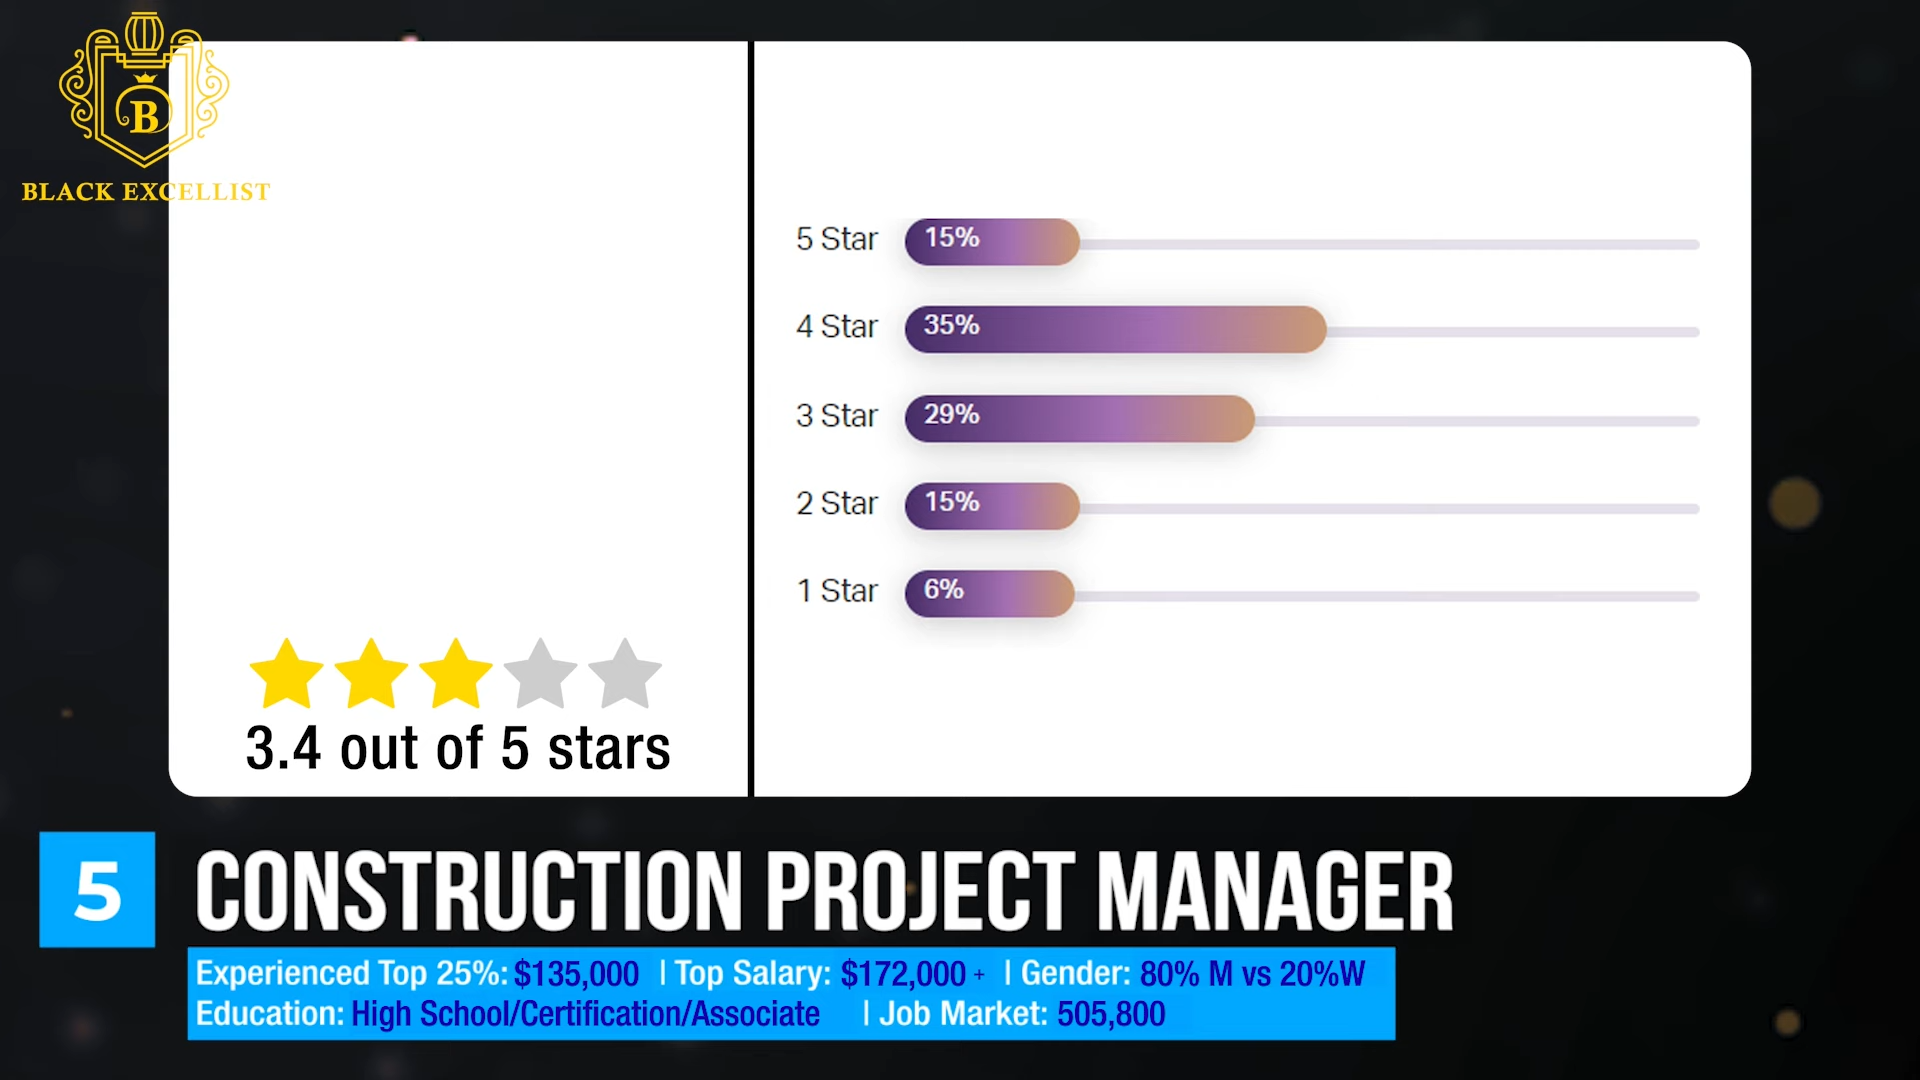 B
BLACK EXCELLIST
5 Star 15%
4 Star 35%
3 Star 29%
2 Star 15%
1 Star 6%
3.4 out of 5 stars
5 CONSTRUCTION PROJECT MANAGER
Experienced Top 25%: $135,000 | Top Salary: $172,000 + | Gender: 80% M vs 20%W
Education: High School/Certification/Associate | Job Market: 505,800